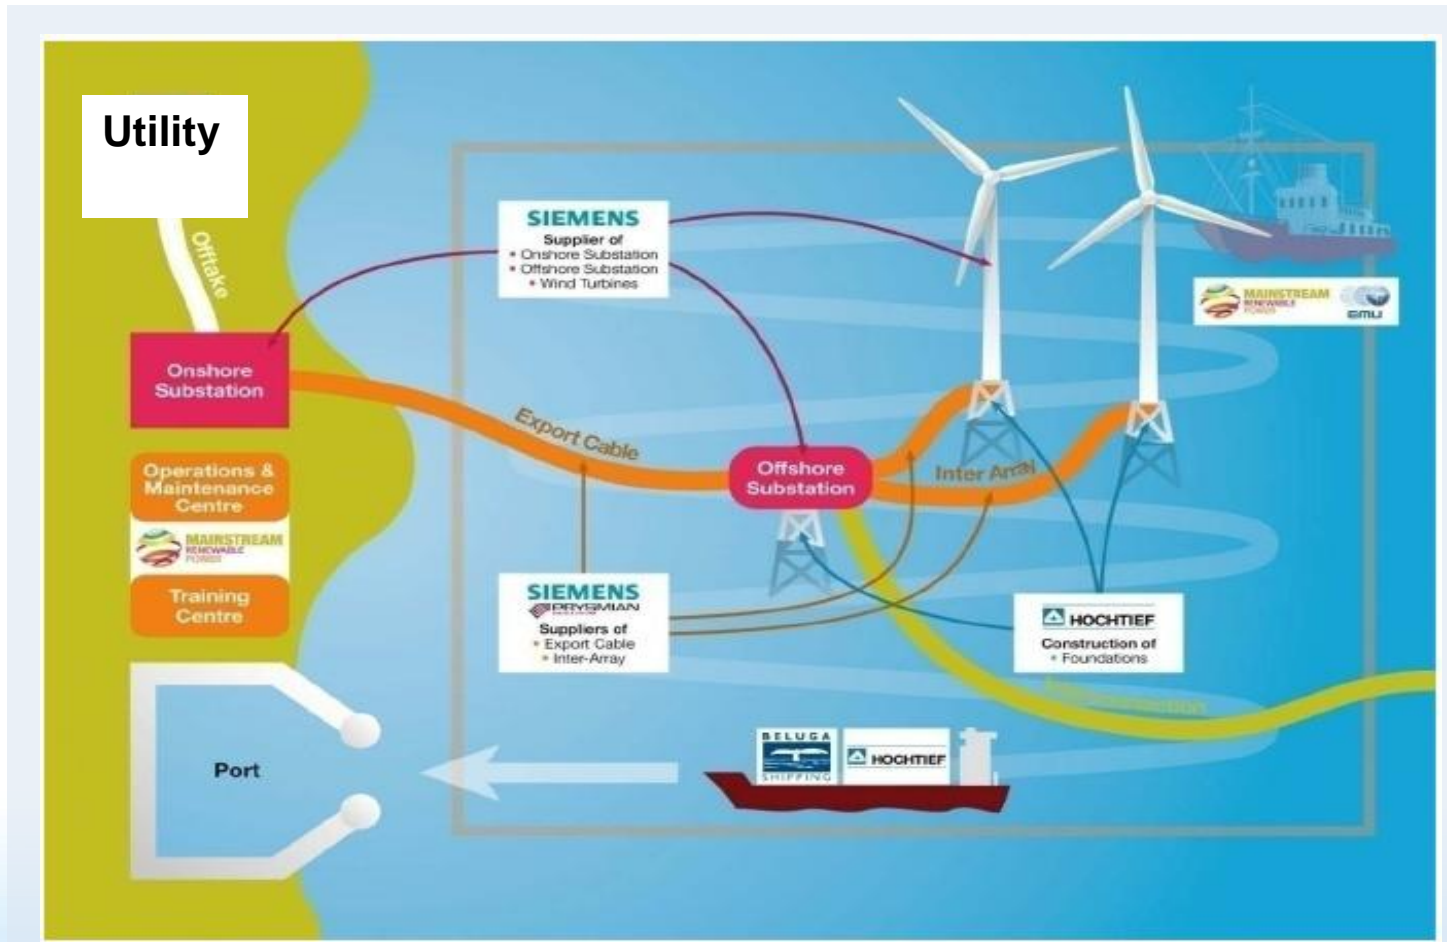 Utility
Offtake
Onshore
Substation
Operations &
Maintenance
Centre
MAINSTREAM
RENEWABLE
POWER
Training
Centre
Port
SIEMENS
Supplier of
• Onshore Substation
• Offshore Substation
• Wind Turbines
Export Cable
Offshore
Substation
Inter Array
MAINSTREAM
RENEWABLE
POWER
EMU
SIEMENS
PRYSMIAN
Suppliers of
• Export Cable
• Inter-Array
HOCHTIEF
Construction of
• Foundations
BELUGA
SHIPPING
HOCHTIEF